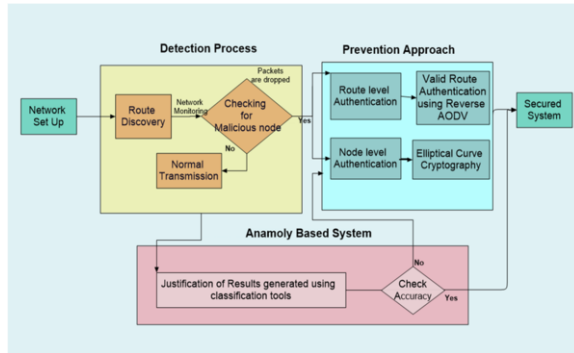 Detection Process
Prevention Approach
Packets
are dropped
Network
Set Up
Route
Discovery
Network
Monitoring
Checking
for
Malicious node
Yes
No
Normal
Transmission
Route level
Authentication
Valid Route
Authentication
using Reverse
AODV
Node level
Authentication
Elliptical Curve
Cryptography
Secured
System
Anamoly Based System
Justification of Results generated using
classification tools
No
Check
Accuracy
Yes